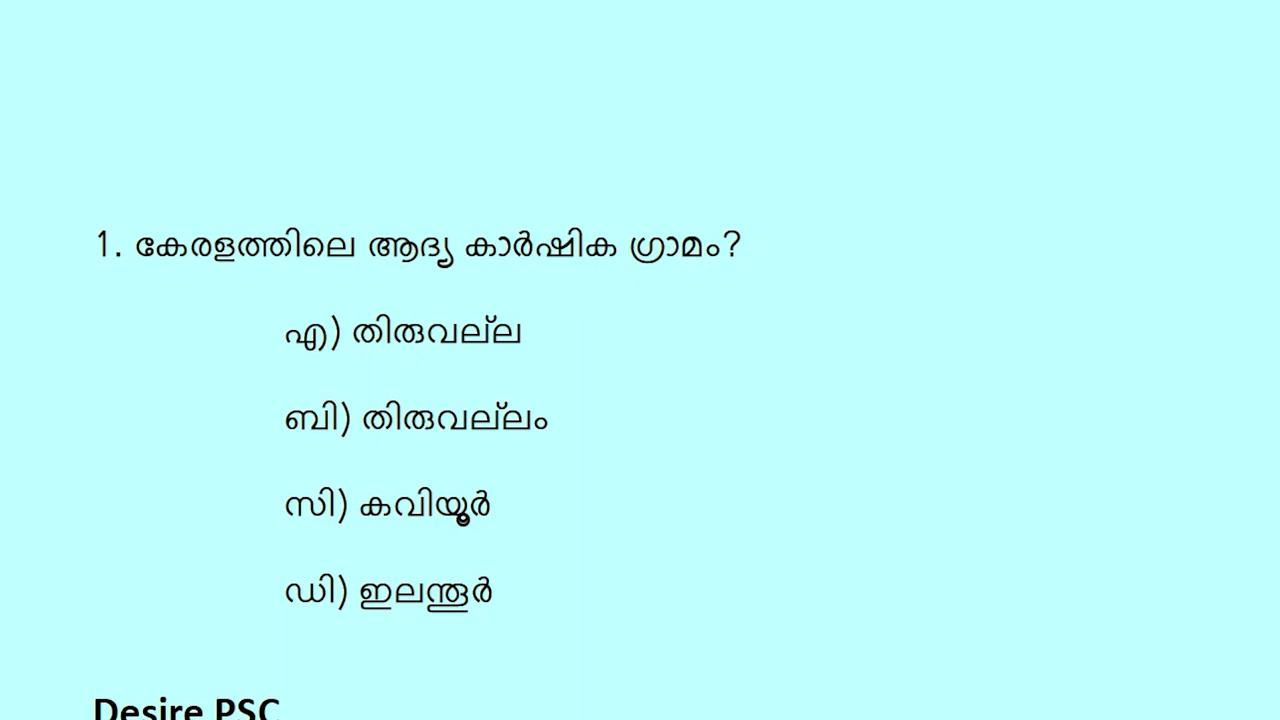 1. കേരളത്തിലെ ആദ്യ കാർഷിക ഗ്രാമം?
എ) തിരുവല്ല
ബി) തിരുവല്ലം
സി) കവിയൂർ
ഡി) ഇലന്തൂർ
Desire PSC